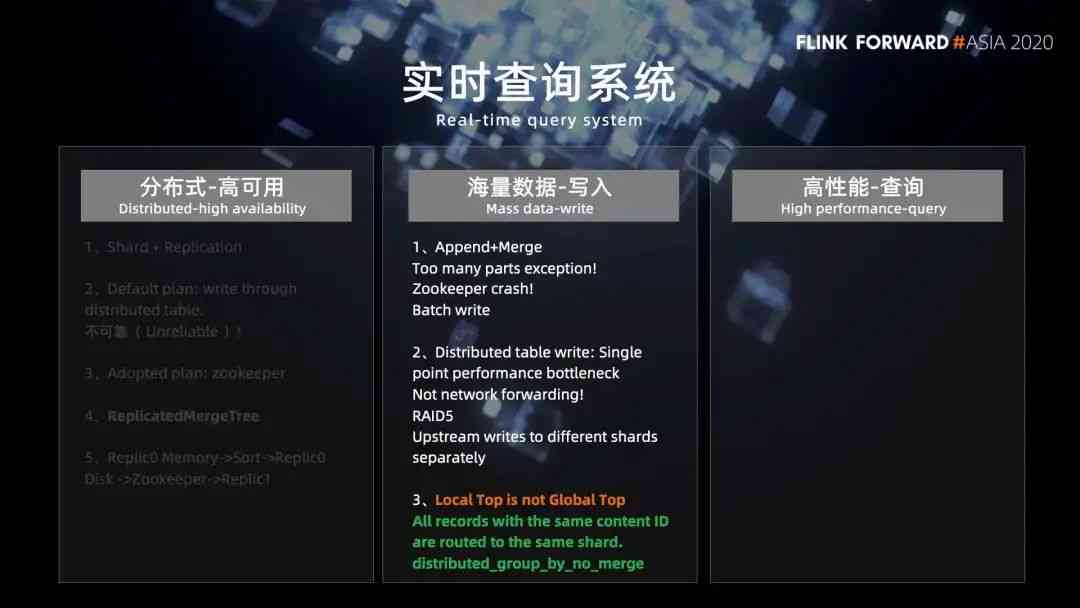 FLINK FORWARD #ASIA 2020
实时查询系统
Real-time query system
分布式-高可用
Distributed-high availability
1、Shard + Replication
2、Default plan: write through
distributed table.
不可靠（ Unreliable ）！
3、Adopted plan: zookeeper
4、ReplicatedMergeTree
5、Replic0 Memory->Sort->Replic0
Disk ->Zookeeper->Replic1
海量数据-写入
Mass data-write
1、Append+Merge
Too many parts exception!
Zookeeper crash!
Batch write
2、Distributed table write: Single
point performance bottleneck
Not network forwarding!
RAID5
Upstream writes to different shards
separately
3、Local Top is not Global Top
All records with the same content ID
are routed to the same shard.
distributed_group_by_no_merge
高性能-查询
High performance-query